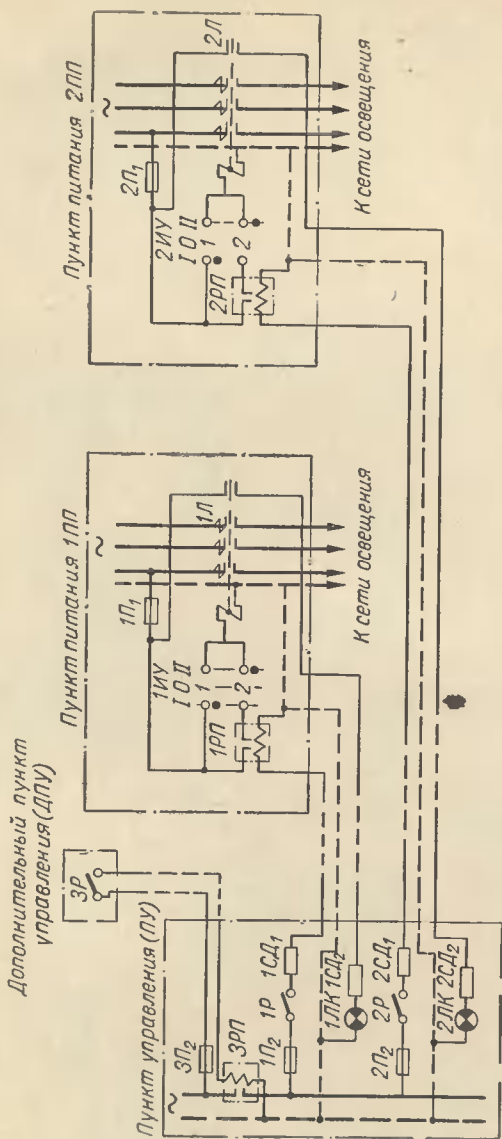 Дополнительный пункт
управления (ДПУ)
3Р
Пункт управления (ПУ)
~
3П₂
3РП
1П₂
1Р
1СД₁
1ЛК
1СД₂
2П₂
2Р
2СД₁
2ЛК
2СД₂
Пункт питания 1ПП
~
1П₁
1Л
1ИУ
I O II
1
2
1РП
К сети освещения
Пункт питания 2ПП
~
2П₁
2Л
2ИУ
I O II
1
2
2РП
К сети освещения